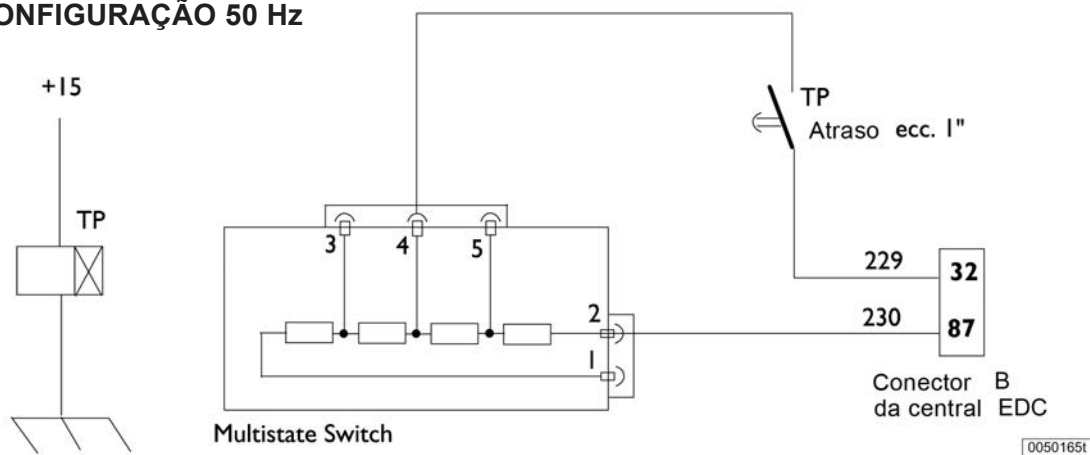 ONFIGURAÇÃO 50 Hz
+15
TP
TP
Atraso ecc. 1"
3
4
5
2
1
229
32
230
87
Conector B
da central EDC
Multistate Switch
0050165t